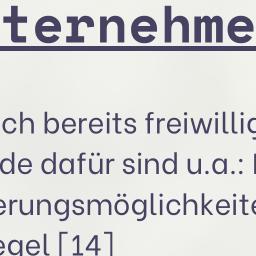 ternehme
ch bereits freiwillig
de dafür sind u.a.:
erungsmöglichkeite
egel [14]